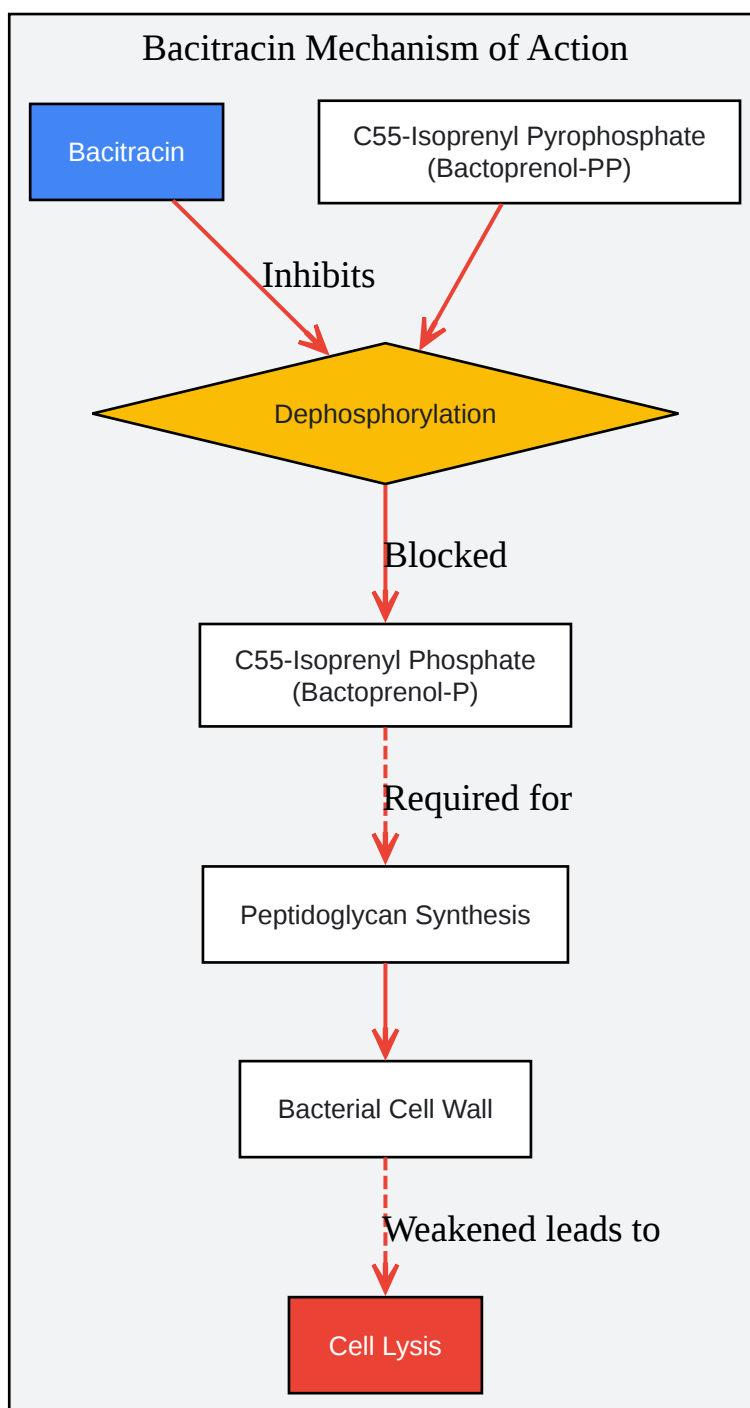 Bacitracin Mechanism of Action
Bacitracin
C55-Isoprenyl Pyrophosphate
(Bactoprenol-PP)
Inhibits
Dephosphorylation
Blocked
C55-Isoprenyl Phosphate
(Bactoprenol-P)
Required for
Peptidoglycan Synthesis
Bacterial Cell Wall
Weakened leads to
Cell Lysis